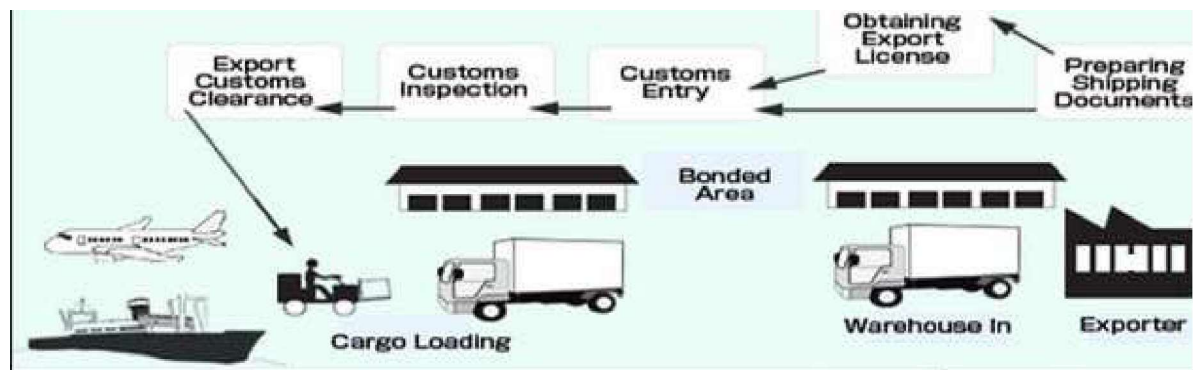 Obtaining
Export
License
Preparing
Shipping
Documents
Export
Customs
Clearance
Customs
Inspection
Customs
Entry
Bonded
Area
Cargo Loading
Warehouse In
Exporter